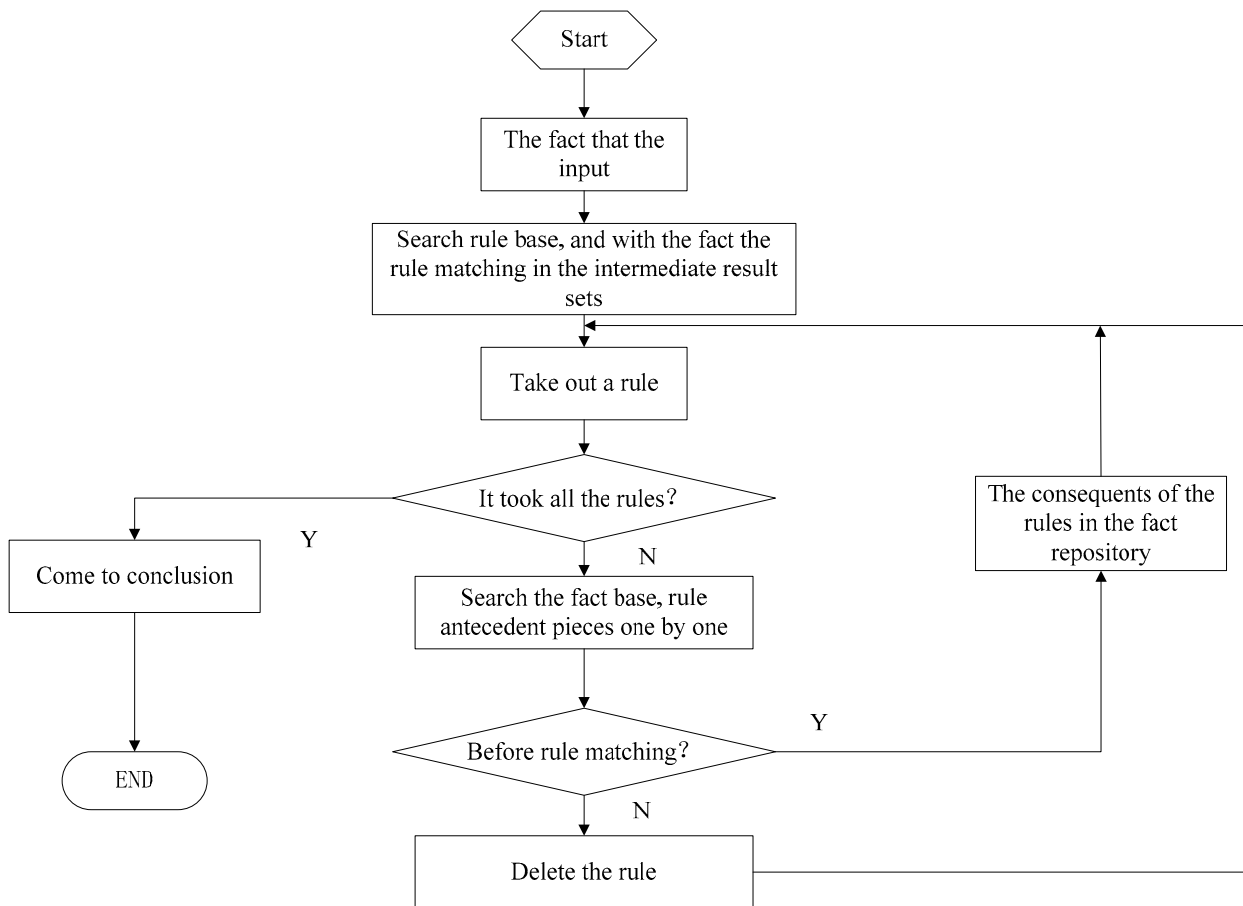 Start
The fact that the
input
Search rule base, and with the fact the
rule matching in the intermediate result
sets
Take out a rule
It took all the rules?
Y
N
Come to conclusion
The consequents of the
rules in the fact
repository
Search the fact base, rule
antecedent pieces one by one
Before rule matching?
Y
N
END
Delete the rule